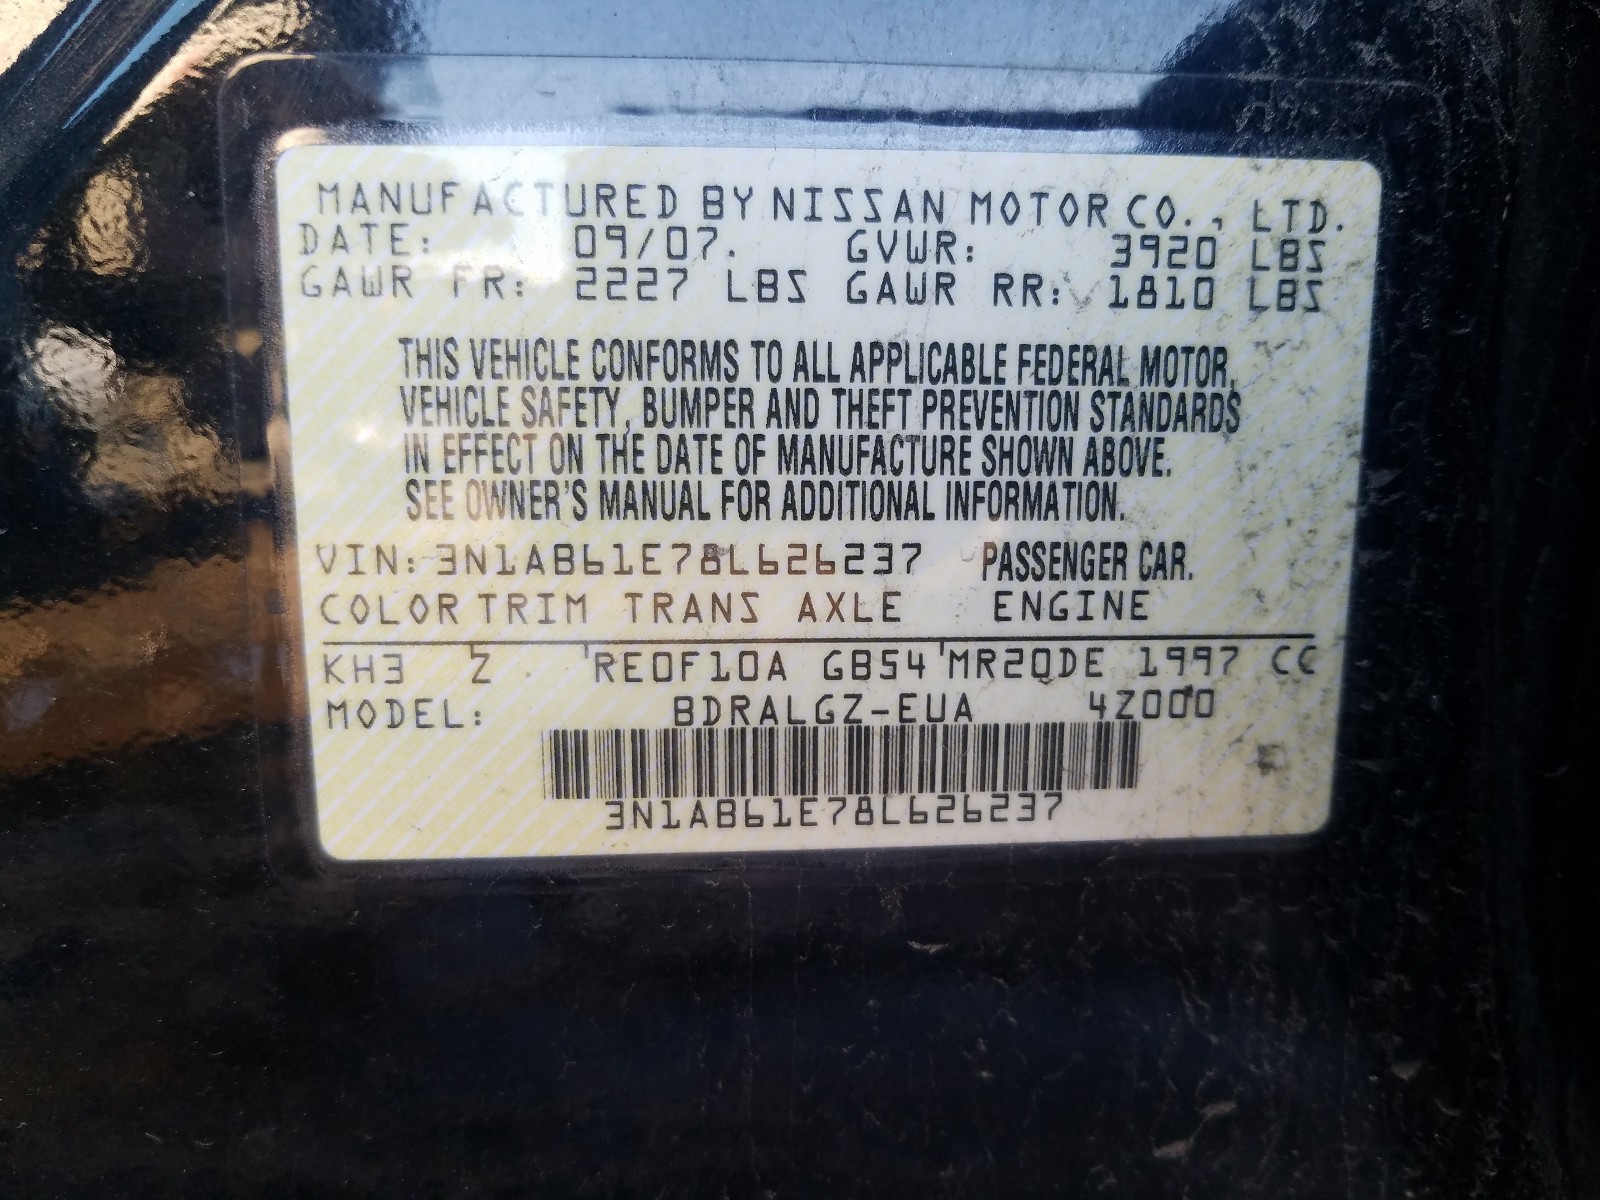 MANUFACTURED BY NISSAN MOTOR CO., LTD.
DATE: 09/07. GVWR: 3920 LBS
GAWR FR: 2227 LBS GAWR RR: 1810 LBS
THIS VEHICLE CONFORMS TO ALL APPLICABLE FEDERAL MOTOR
VEHICLE SAFETY, BUMPER AND THEFT PREVENTION STANDARDS
IN EFFECT ON THE DATE OF MANUFACTURE SHOWN ABOVE.
SEE OWNER'S MANUAL FOR ADDITIONAL INFORMATION.
VIN: 3N1AB61E78L626237 PASSENGER CAR.
COLOR TRIM TRANS AXLE ENGINE
KH3 Z RE0F10A GB54 MR20DE 1997 CC
MODEL: BDRALGZ-EUA 4Z000
3N1AB61E78L626237